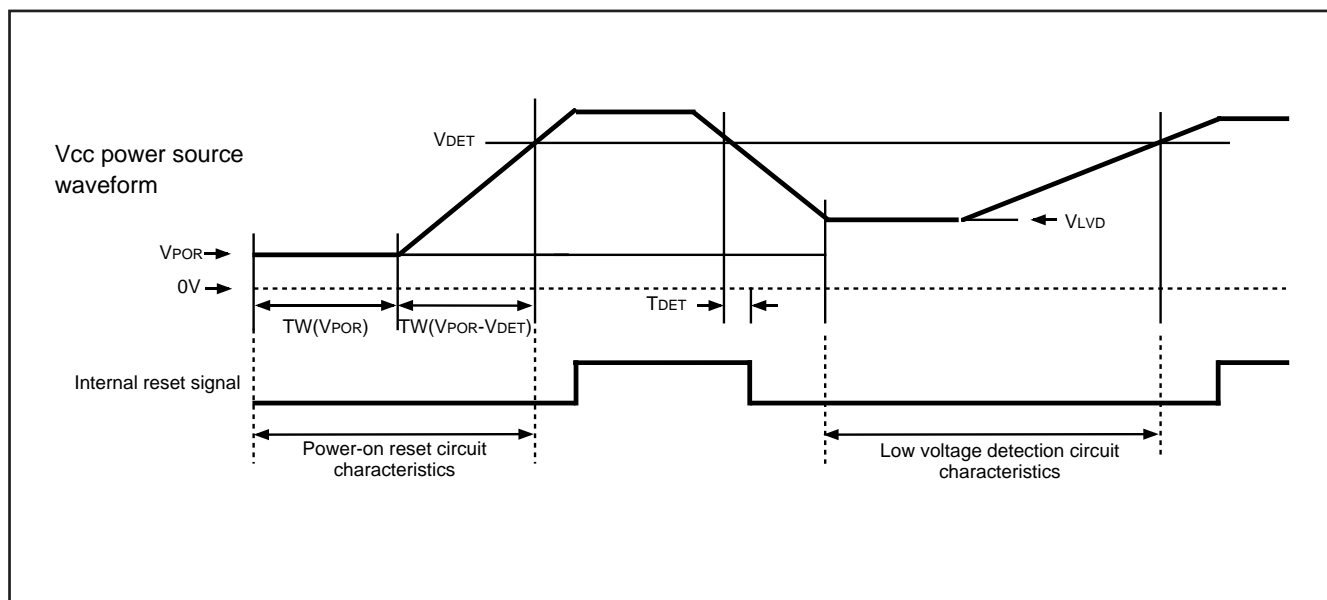 Vcc power source
waveform
VDET
VLVD
VPOR
0V
TDET
TW(VPOR)
TW(VPOR-VDET)
Internal reset signal
Power-on reset circuit
characteristics
Low voltage detection circuit
characteristics